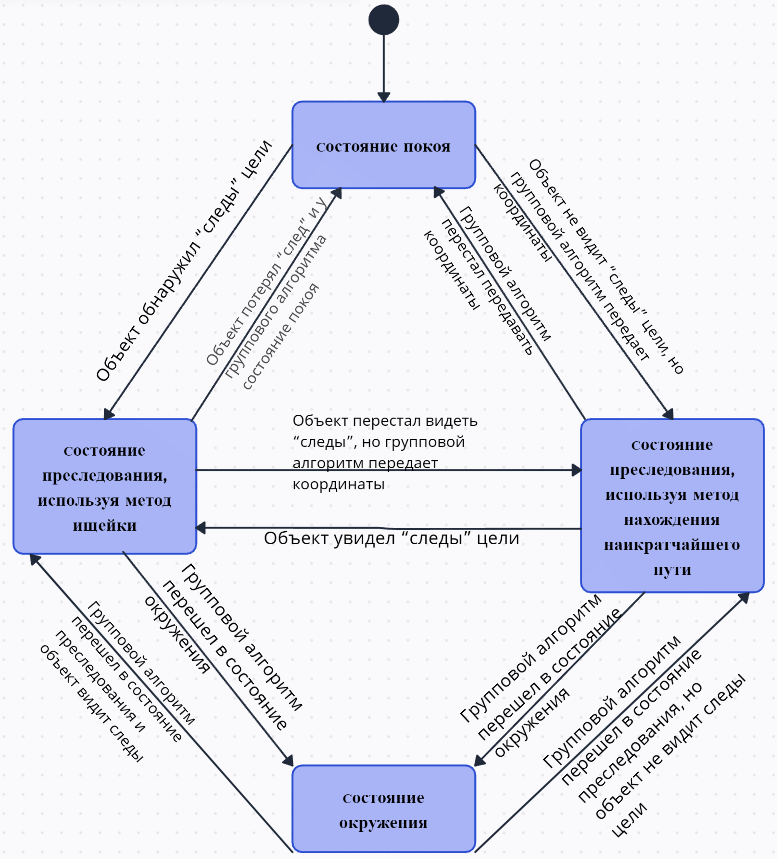 состояние покоя
Объект обнаружил “следы” цели
Объект потерял “след” и у
группового алгоритма
состояние покоя
Групповой алгоритм
перестал передавать
координаты
Объект не видит “следы” цели, но
групповой алгоритм передает
координаты
состояние
преследования,
используя метод
ищейки
Объект перестал видеть
“следы”, но групповой
алгоритм передает
координаты
Объект увидел “следы” цели
состояние
преследования,
используя метод
нахождения
наикратчайшего
пути
Групповой алгоритм
перешел в состояние
преследования и
объект видит следы
Групповой алгоритм
перешел в состояние
окружения
Групповой алгоритм
перешел в состояние
окружения
Групповой алгоритм
перешел в состояние
преследования, но
объект не видит следы
цели
состояние
окружения